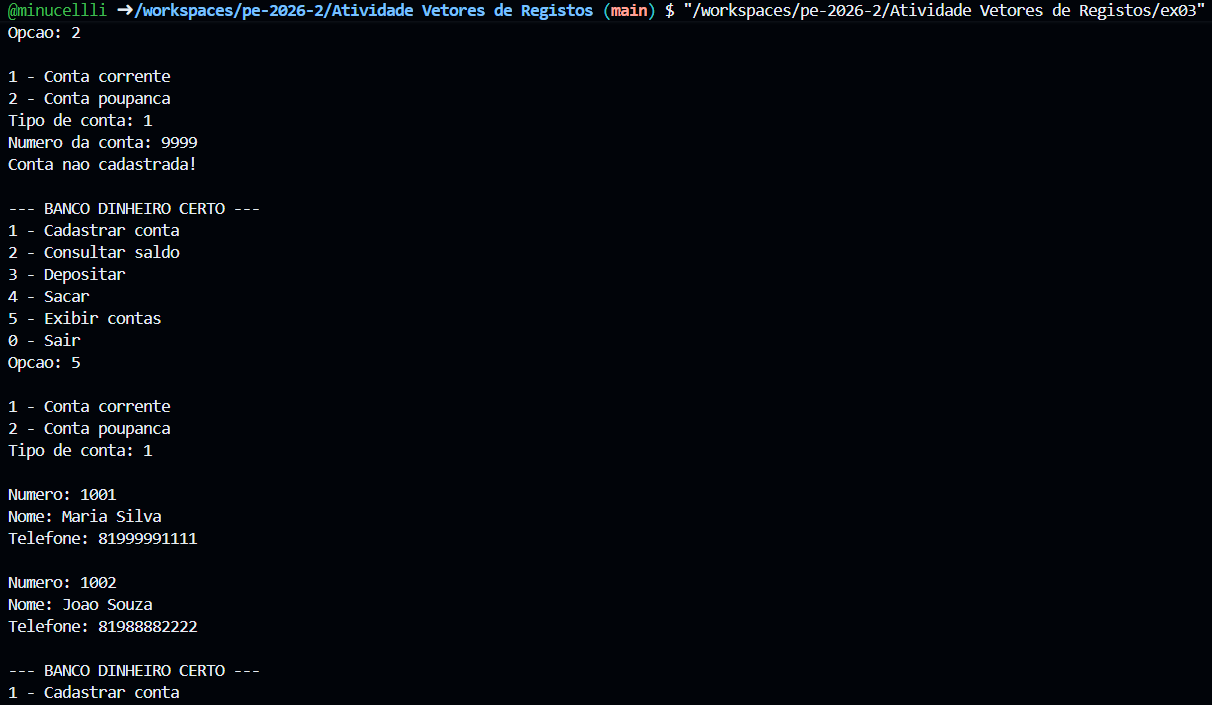 @minucellli ➜/workspaces/pe-2026-2/Atividade Vetores de Registos (main) $ "/workspaces/pe-2026-2/Atividade Vetores de Registos/ex03"
Opcao: 2
1 - Conta corrente
2 - Conta poupanca
Tipo de conta: 1
Numero da conta: 9999
Conta nao cadastrada!
--- BANCO DINHEIRO CERTO ---
1 - Cadastrar conta
2 - Consultar saldo
3 - Depositar
4 - Sacar
5 - Exibir contas
0 - Sair
Opcao: 5
1 - Conta corrente
2 - Conta poupanca
Tipo de conta: 1
Numero: 1001
Nome: Maria Silva
Telefone: 81999991111
Numero: 1002
Nome: Joao Souza
Telefone: 81988882222
--- BANCO DINHEIRO CERTO ---
1 - Cadastrar conta